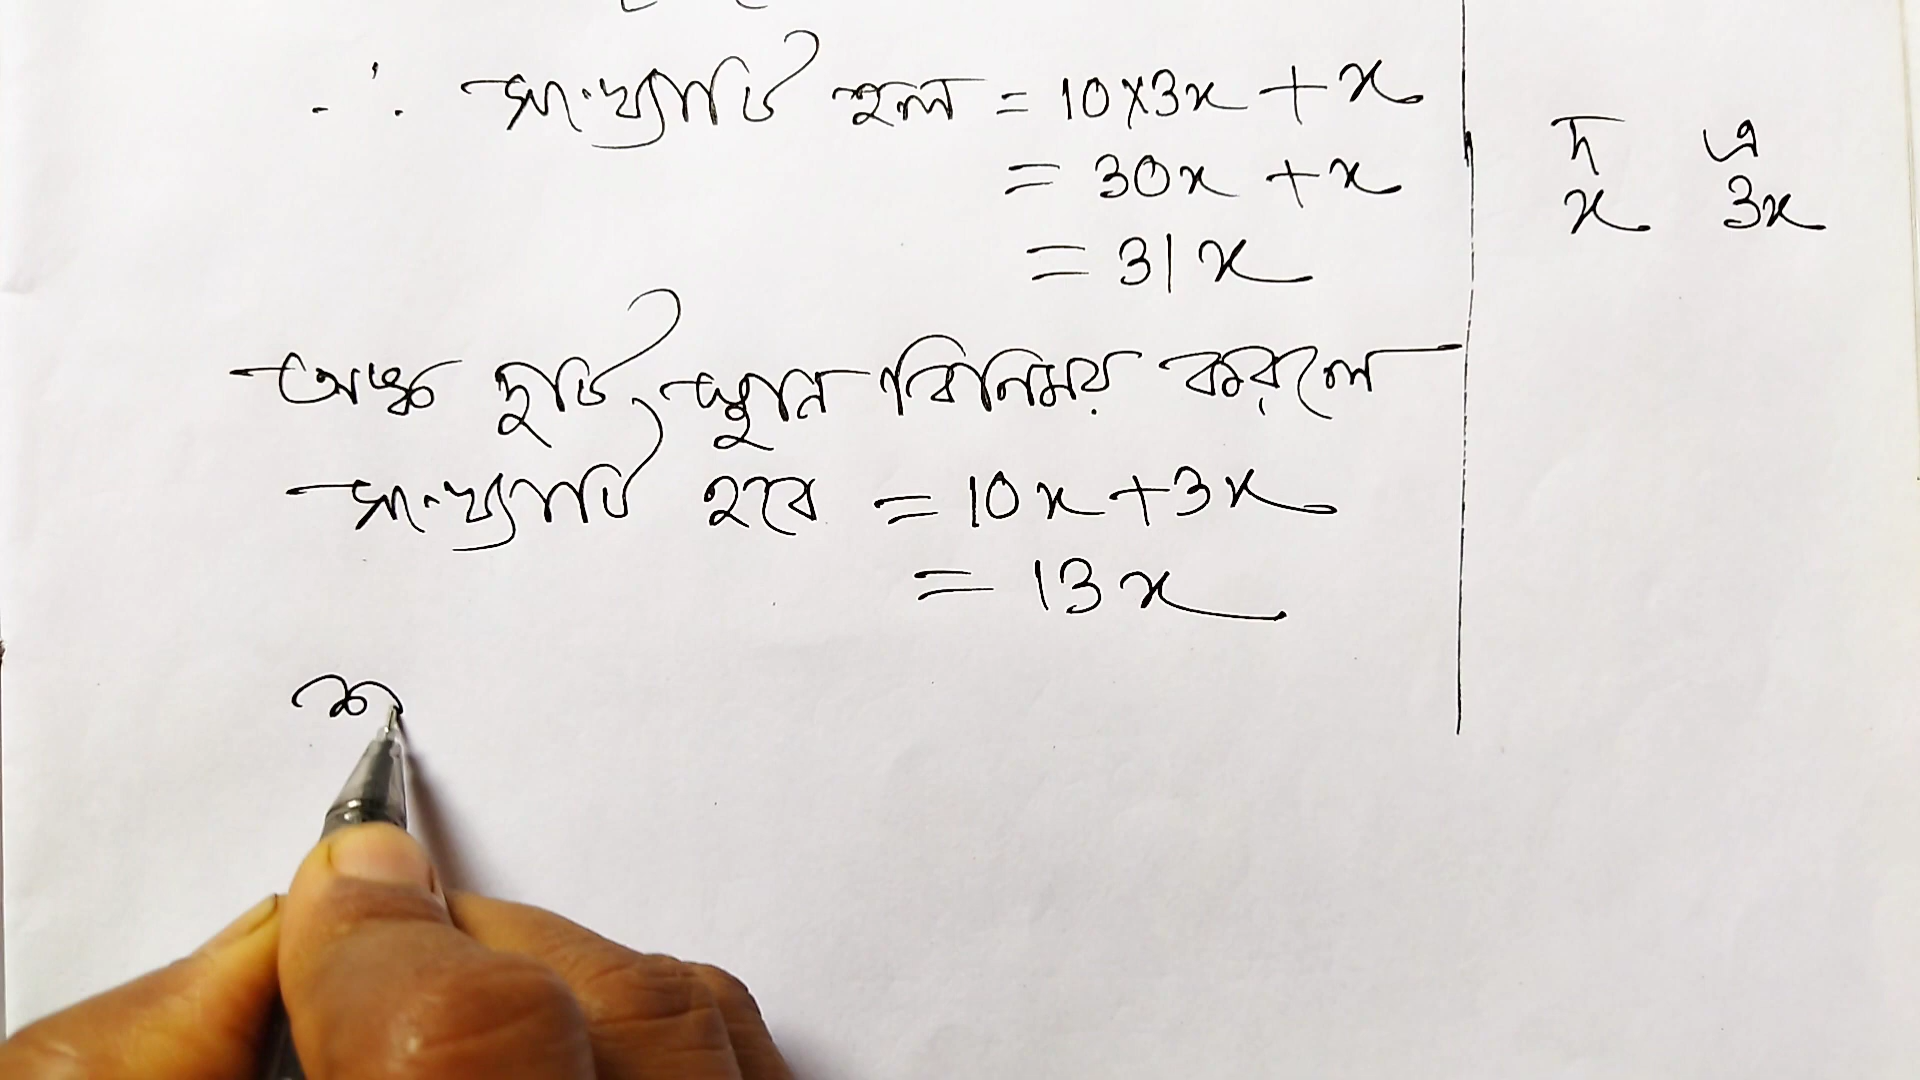 ∴ সংখ্যাটি হল = 10×3x + x
= 30x + x
= 31x
অঙ্ক দুটি স্থান বিনিময় করলে
সংখ্যাটি হবে = 10x + 3x
= 13x
দ এ
x 3x